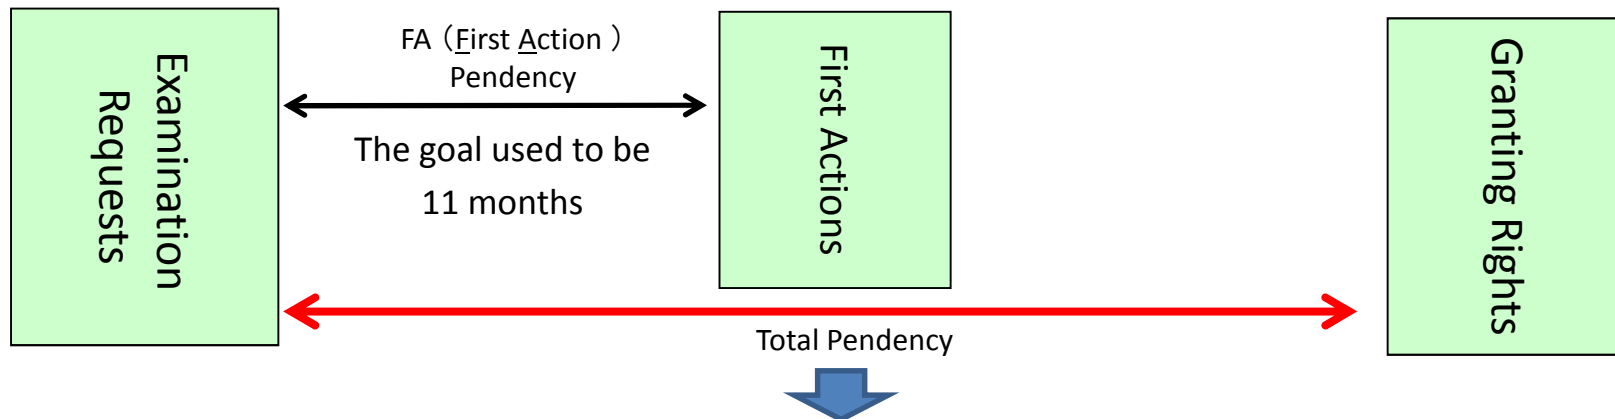 Examination
Requests
FA（First Action ）
Pendency
The goal used to be
11 months
First Actions
Granting Rights
Total Pendency